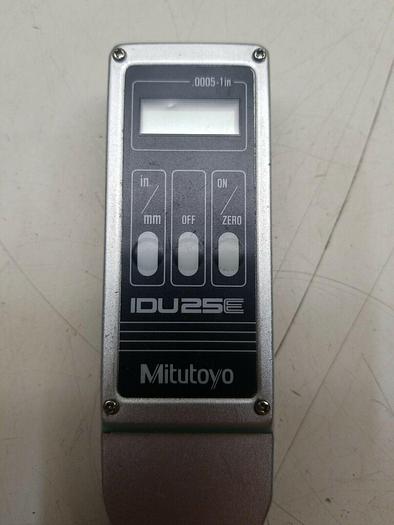 .0005-1in
in
mm
OFF
ON
ZERO
IDU25E
Mitutoyo